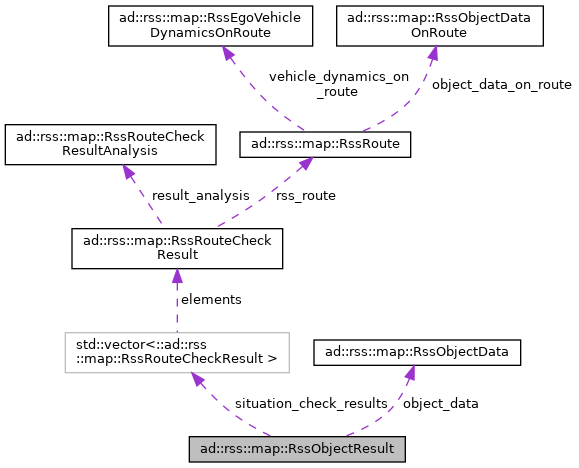 ad::rss::map::RssEgoVehicle
DynamicsOnRoute
ad::rss::map::RssObjectData
OnRoute
vehicle_dynamics_on
_route
object_data_on_route
ad::rss::map::RssRouteCheck
ResultAnalysis
ad::rss::map::RssRoute
result_analysis
rss_route
ad::rss::map::RssRouteCheck
Result
elements
std::vector<::ad::rss
::map::RssRouteCheckResult >
ad::rss::map::RssObjectData
situation_check_results
object_data
ad::rss::map::RssObjectResult